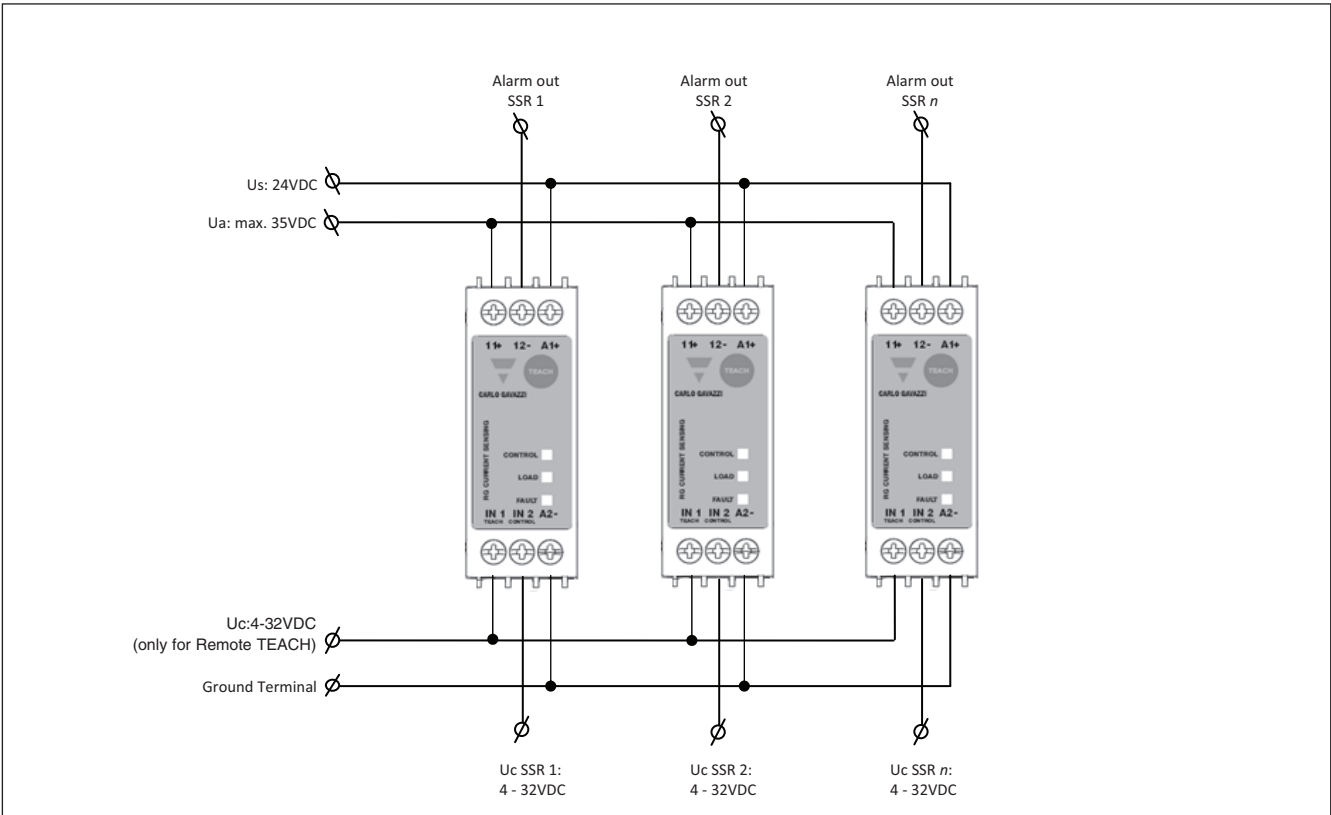 Alarm out
SSR 1
Alarm out
SSR 2
Alarm out
SSR n
Us: 24VDC
Ua: max. 35VDC
11+ 12- A1+
TEACH
CARLO GAVAZZI
RG CURRENT SENSING
CONTROL
LOAD
FAULT
IN 1 IN 2 A2-
TEACH CONTROL
11+ 12- A1+
TEACH
CARLO GAVAZZI
RG CURRENT SENSING
CONTROL
LOAD
FAULT
IN 1 IN 2 A2-
TEACH CONTROL
11+ 12- A1+
TEACH
CARLO GAVAZZI
RG CURRENT SENSING
CONTROL
LOAD
FAULT
IN 1 IN 2 A2-
TEACH CONTROL
Uc:4-32VDC
(only for Remote TEACH)
Ground Terminal
Uc SSR 1:
4 - 32VDC
Uc SSR 2:
4 - 32VDC
Uc SSR n:
4 - 32VDC